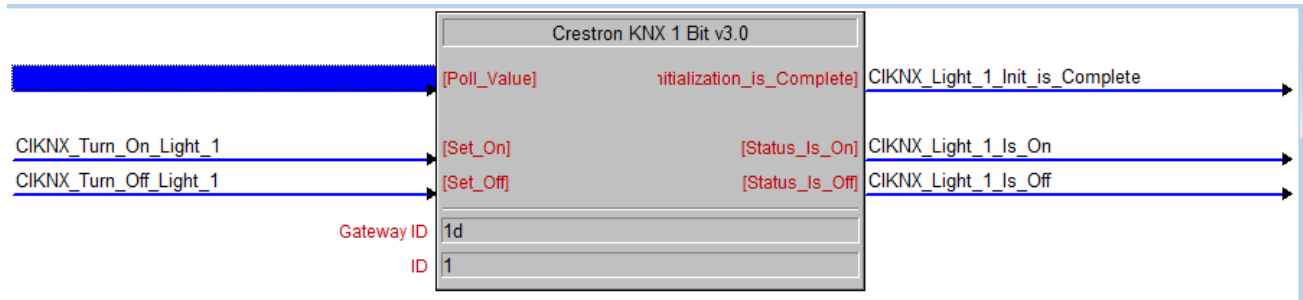 Crestron KNX 1 Bit v3.0
[Poll_Value] nitialization_is_Complete] CIKNX_Light_1_Init_is_Complete
CIKNX_Turn_On_Light_1 [Set_On] [Status_Is_On] CIKNX_Light_1_Is_On
CIKNX_Turn_Off_Light_1 [Set_Off] [Status_Is_Off] CIKNX_Light_1_Is_Off
Gateway ID 1d
ID 1